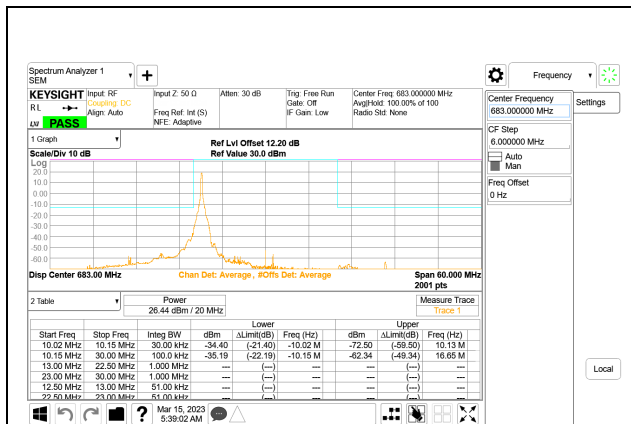 Spectrum Analyzer 1
SEM
+
Frequency
KEYSIGHT Input: RF Input Z: 50 Ω Atten: 30 dB Trig: Free Run Center Freq: 683.000000 MHz
R L Coupling: DC Gate: Off Avg|Hold: 100.00% of 100
Align: Auto Freq Ref: Int (S) IF Gain: Low Radio Std: None
NFE: Adaptive
LNI PASS
Center Frequency
683.000000 MHz
Settings
CF Step
6.000000 MHz
Auto
Man
Freq Offset
0 Hz
1 Graph
Ref Lvl Offset 12.20 dB
Scale/Div 10 dB Ref Value 30.0 dBm
Log
20.0
10.0
0.00
-10.0
-20.0
-30.0
-40.0
-50.0
-60.0
Disp Center 683.00 MHz Chan Det: Average, #Offs Det: Average Span 60.000 MHz
2001 pts
2 Table
Power
26.44 dBm / 20 MHz
Measure Trace
Trace 1
Lower Upper
Start Freq Stop Freq Integ BW dBm ΔLimit(dB) Freq (Hz) dBm ΔLimit(dB) Freq (Hz)
10.02 MHz 10.15 MHz 30.00 kHz -34.40 (-21.40) -10.02 M -72.50 (-59.50) 10.13 M
10.15 MHz 30.00 MHz 100.0 kHz -35.19 (-22.19) -10.15 M -62.34 (-49.34) 16.65 M
13.00 MHz 22.50 MHz 1.000 MHz --- (---) --- --- (---) ---
23.00 MHz 30.00 MHz 1.000 MHz --- (---) --- --- (---) ---
12.50 MHz 13.00 MHz 51.00 kHz --- (---) --- --- (---) ---
22.50 MHz 23.00 MHz 51.00 kHz --- (---) --- --- (---) ---
Local
? Mar 15, 2023
5:39:02 AM